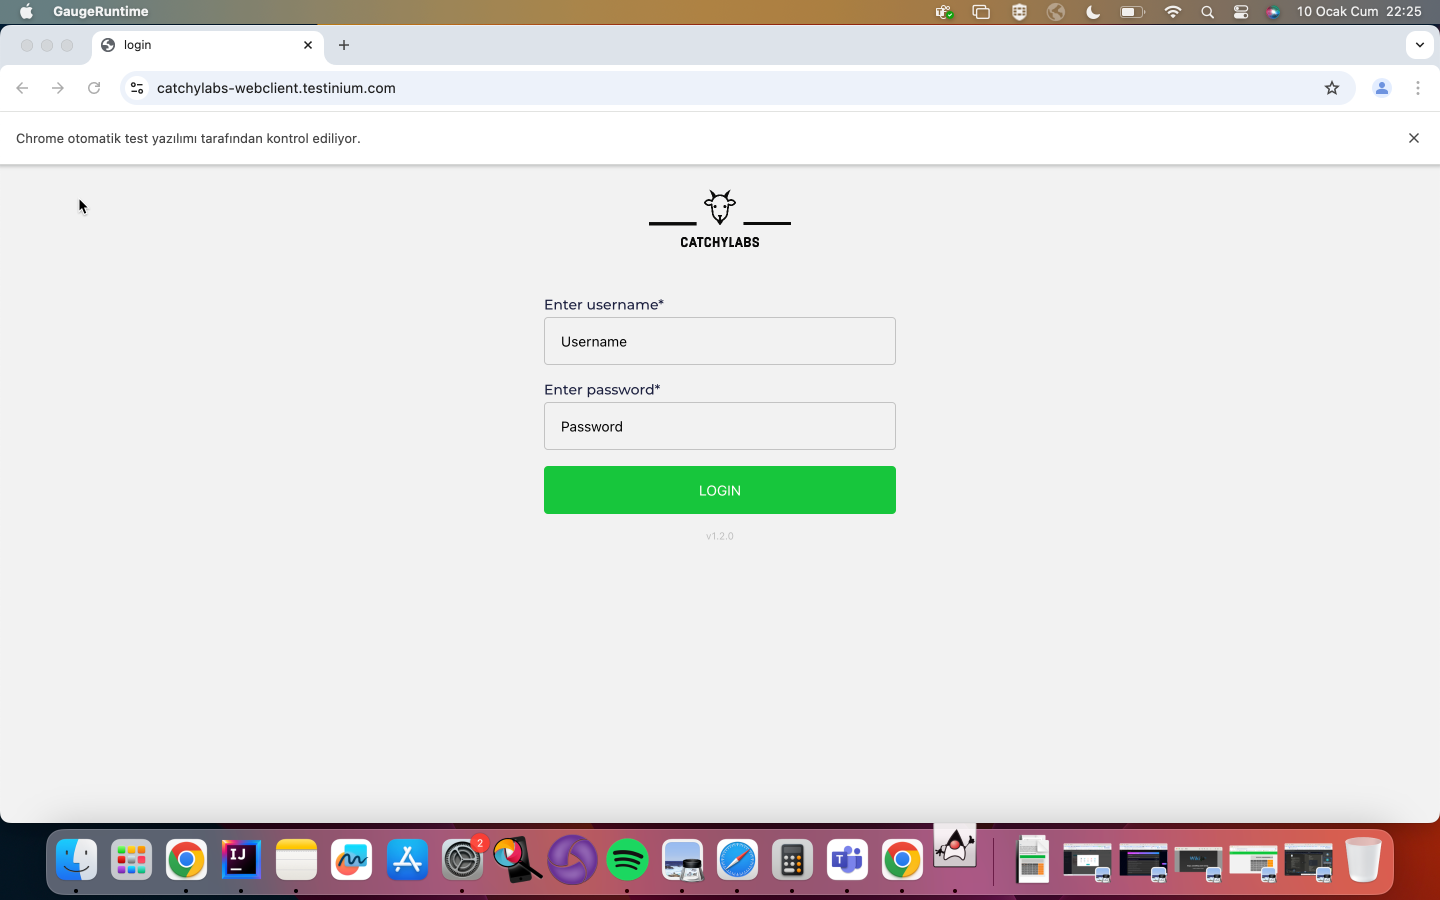 GaugeRuntime
10 Ocak Cum 22:25
login
catchylabs-webclient.testinium.com
Chrome otomatik test yazılımı tarafından kontrol ediliyor.
CATCHYLABS
Enter username*
Username
Enter password*
Password
LOGIN
v1.2.0
IJ
2